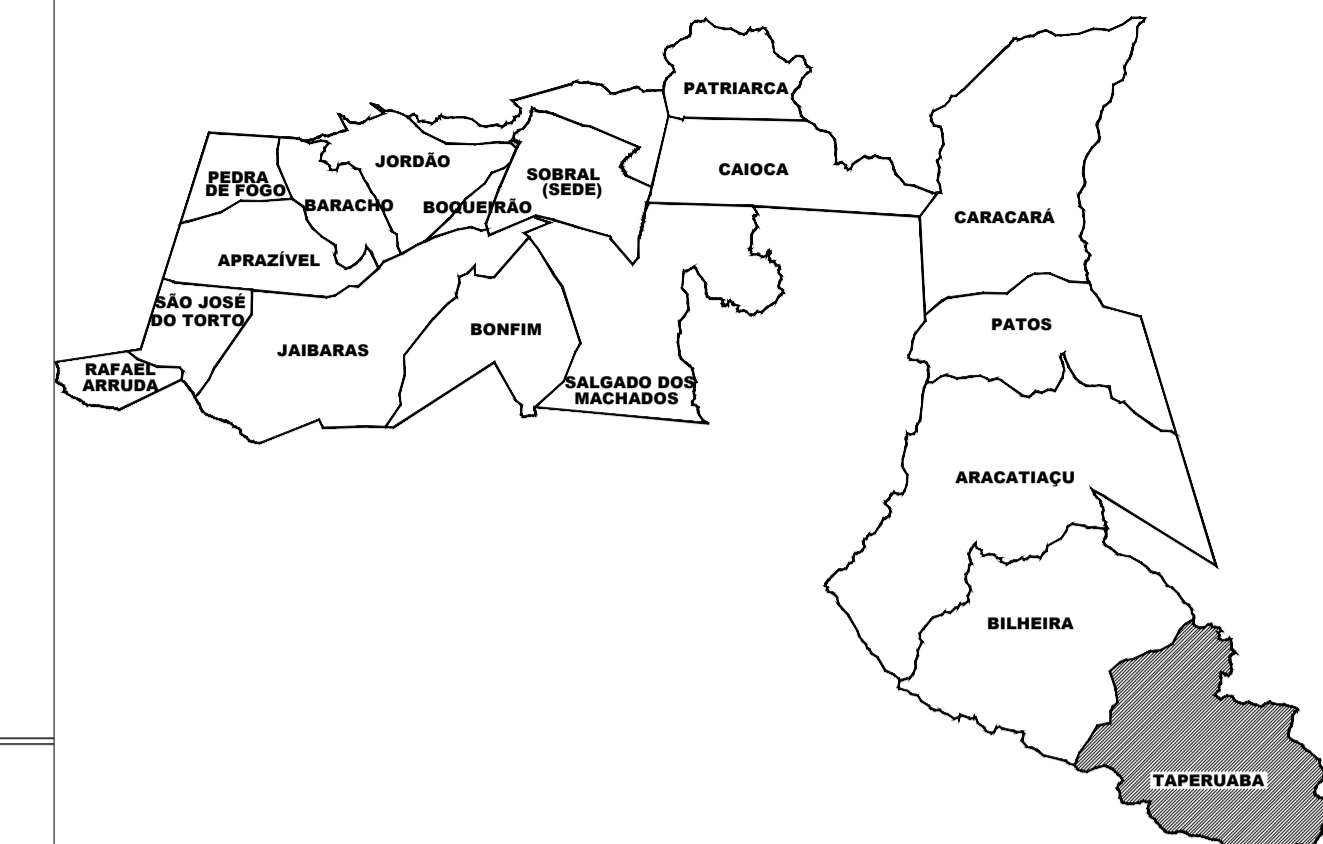 PATRIARCA
JORDÃO
CAIOCA
SOBRAL
(SEDE)
PEDRA
DE FOGO
BARACHO
BOQUEIRÃO
CARACARÁ
APRAZÍVEL
SÃO JOSÉ
DO TORTO
PATOS
BONFIM
JAIBARAS
RAFAEL
ARRUDA
SALGADO DOS
MACHADOS
ARACATIAÇU
BILHEIRA
TAPERUABA